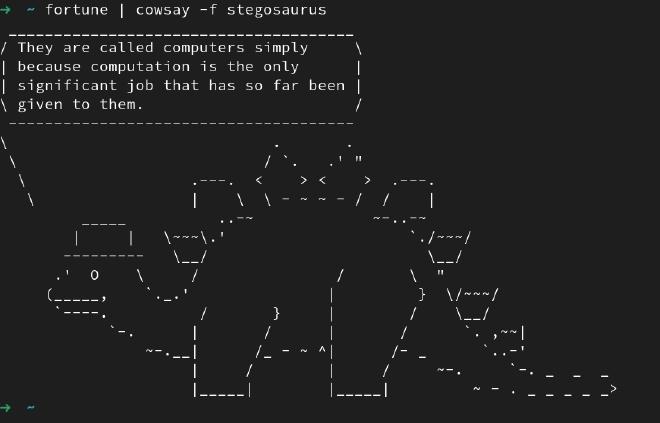 → ~ fortune | cowsay -f stegosaurus
They are called computers simply
because computation is the only
significant job that has so far been
given to them.
→ ~